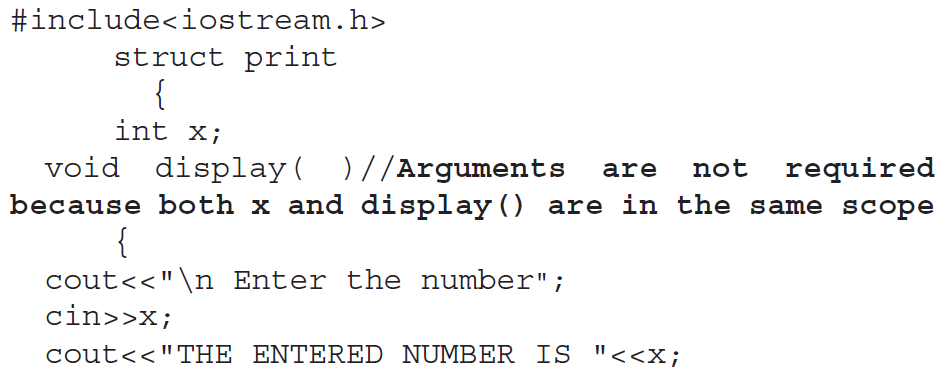 #include<iostream.h>
struct print
{
int x;
void display( )//Arguments are not required
because both x and display() are in the same scope
{
cout<<"\n Enter the number";
cin>>x;
cout<<"THE ENTERED NUMBER IS "<<x;